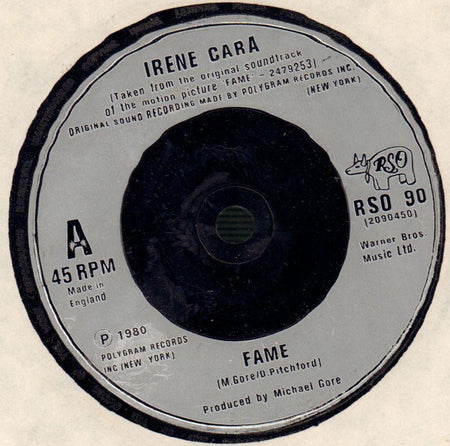 IRENE CARA
(Taken from the original soundtrack
of the motion picture 'FAME' - 2479253)
ORIGINAL SOUND RECORDING MADE BY POLYGRAM RECORDS INC.
(NEW YORK)
RSO
RSO 90
(2090450)
Warner Bros.
Music Ltd.
A
45 RPM
Made in
England
Ⓟ 1980
POLYGRAM RECORDS
INC (NEW YORK)
FAME
(M.Gore/D.Pitchford)
Produced by Michael Gore